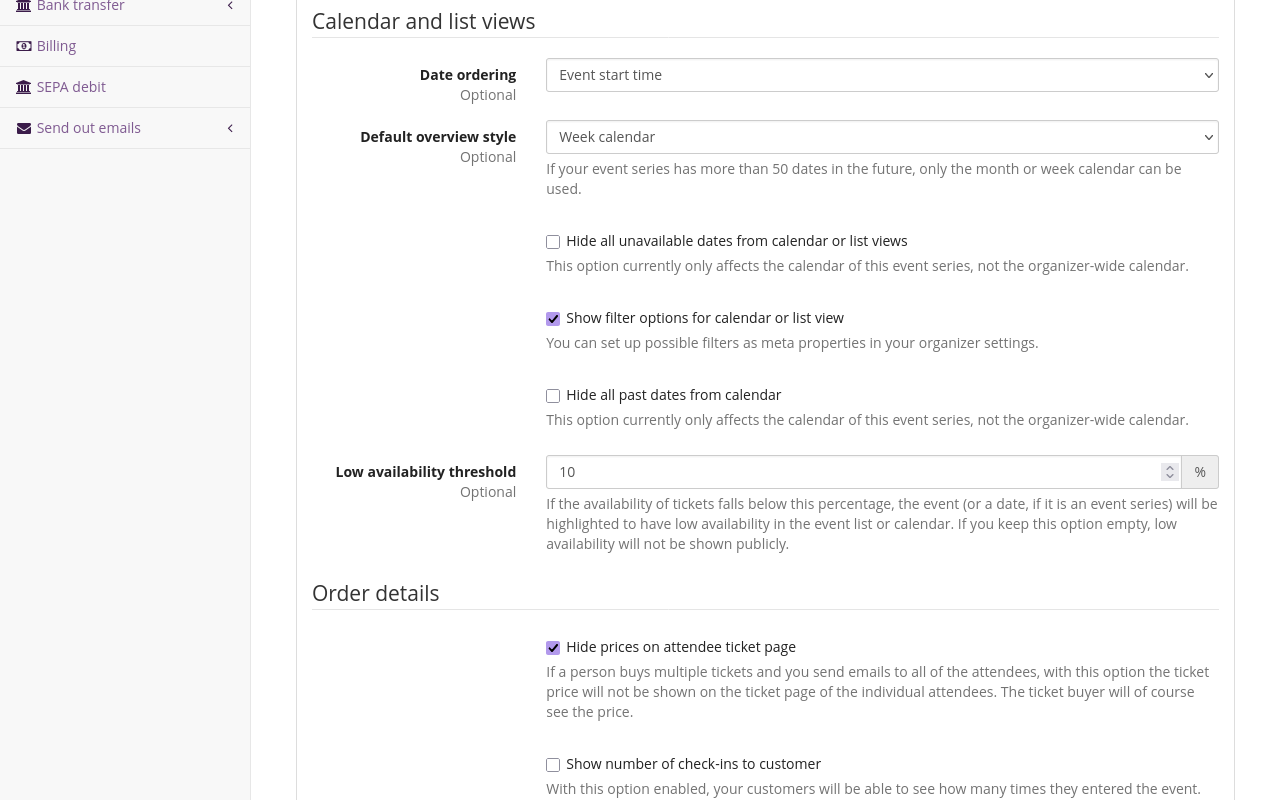 Bank transfer
Billing
SEPA debit
Send out emails
Calendar and list views
Date ordering
Optional
Event start time
Default overview style
Optional
Week calendar
If your event series has more than 50 dates in the future, only the month or week calendar can be
used.
Hide all unavailable dates from calendar or list views
This option currently only affects the calendar of this event series, not the organizer-wide calendar.
Show filter options for calendar or list view
You can set up possible filters as meta properties in your organizer settings.
Hide all past dates from calendar
This option currently only affects the calendar of this event series, not the organizer-wide calendar.
Low availability threshold
Optional
10
%
If the availability of tickets falls below this percentage, the event (or a date, if it is an event series) will be
highlighted to have low availability in the event list or calendar. If you keep this option empty, low
availability will not be shown publicly.
Order details
Hide prices on attendee ticket page
If a person buys multiple tickets and you send emails to all of the attendees, with this option the ticket
price will not be shown on the ticket page of the individual attendees. The ticket buyer will of course
see the price.
Show number of check-ins to customer
With this option enabled, your customers will be able to see how many times they entered the event.